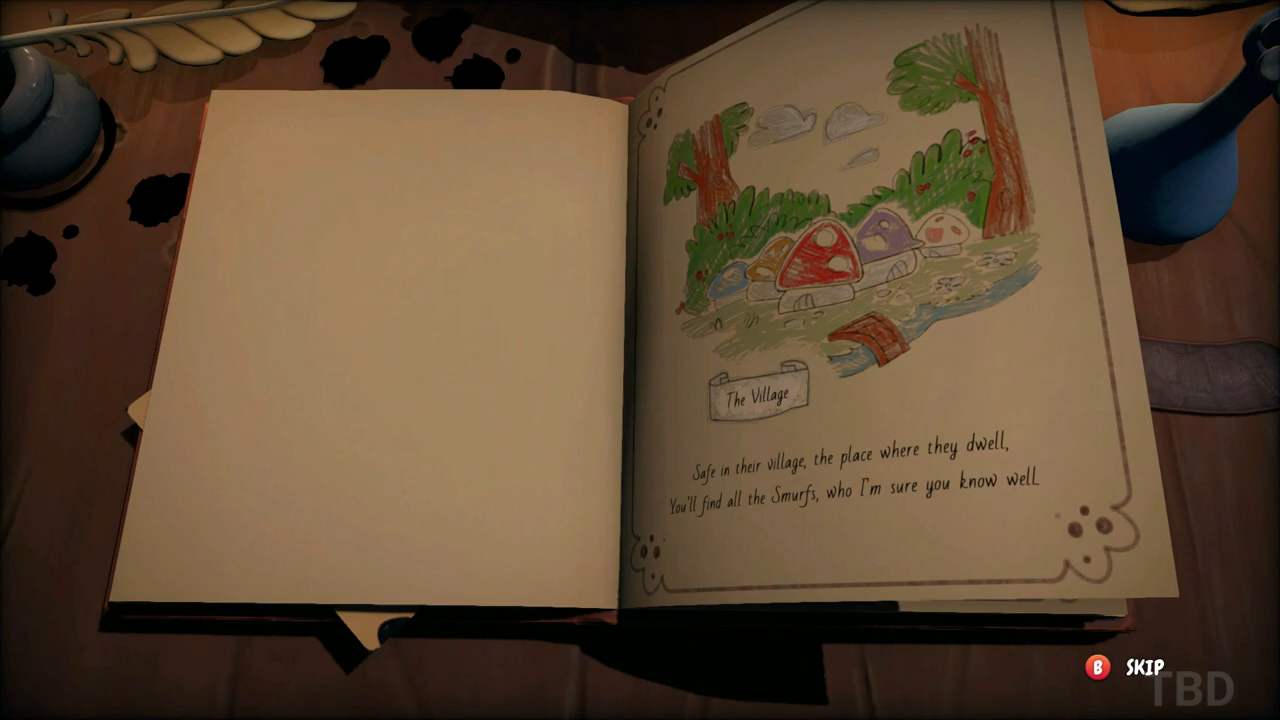 The Village
Safe in their village, the place where they dwell,
You'll find all the Smurfs, who I'm sure you know well.
B SKIP
TBD